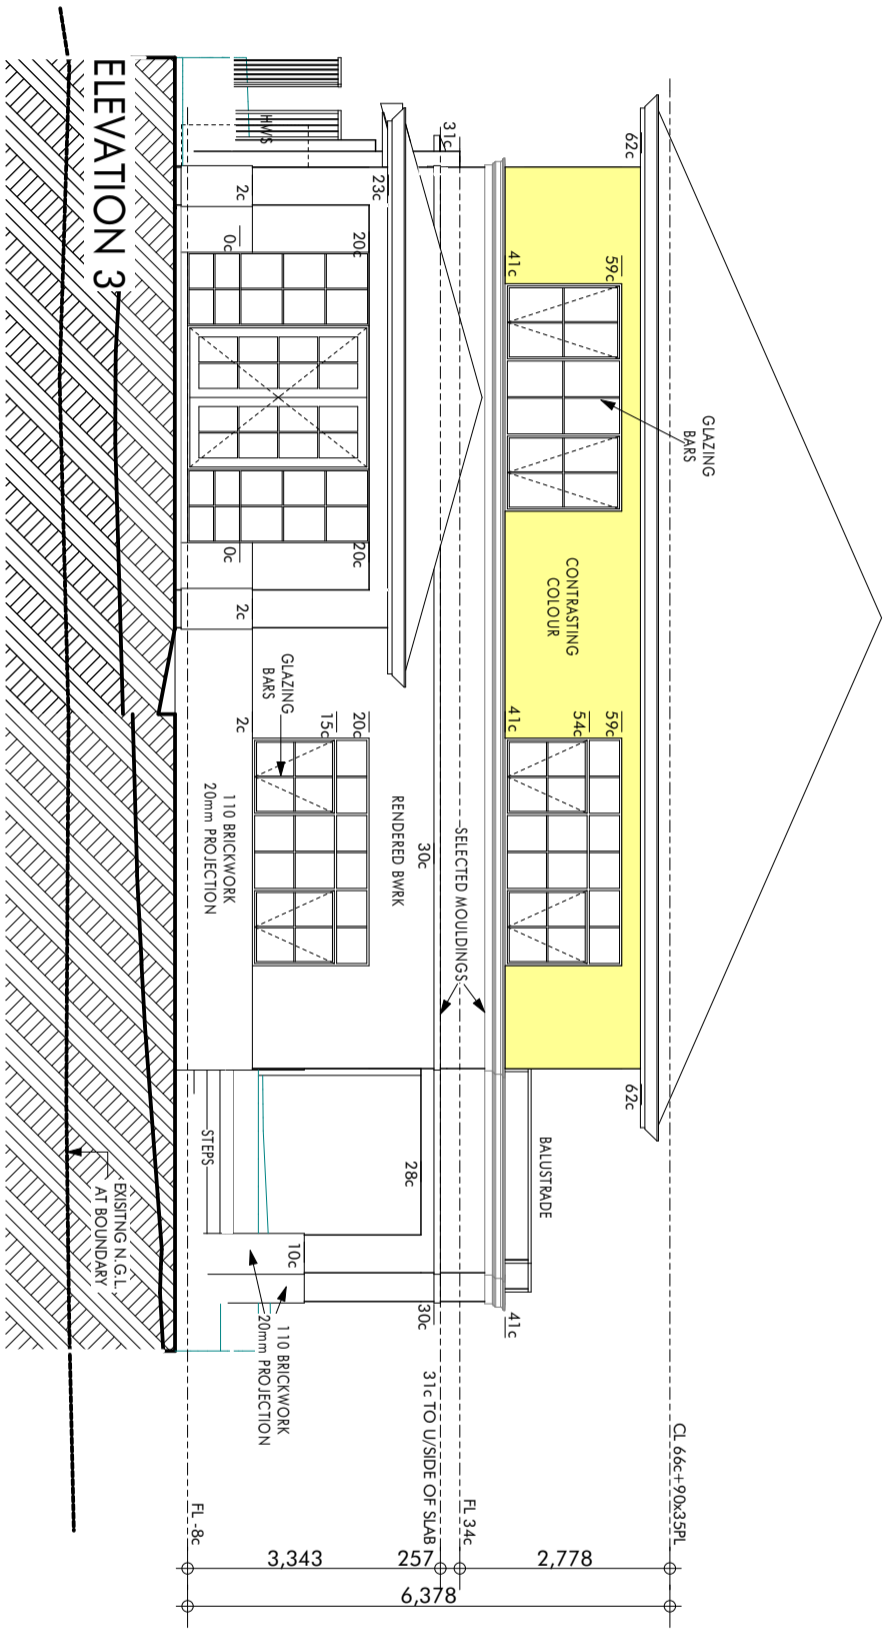 CL 66c+90x35PL
62c
62c
GLAZING
BARS
59c
41c
CONTRASTING
COLOUR
59c
54c
41c
BALUSTRADE
41c
FL 34c
31c TO U/SIDE OF SLAB
31c
SELECTED MOULDINGS
30c
30c
23c
RENDERED BWRK
28c
20c
20c
20c
15c
GLAZING
BARS
HWS
2c
0c
0c
2c
2c
110 BRICKWORK
20mm PROJECTION
STEPS
10c
110 BRICKWORK
20mm PROJECTION
FL -8c
2,778
257
3,343
6,378
EXISITNG N.G.L.
AT BOUNDARY
ELEVATION 3